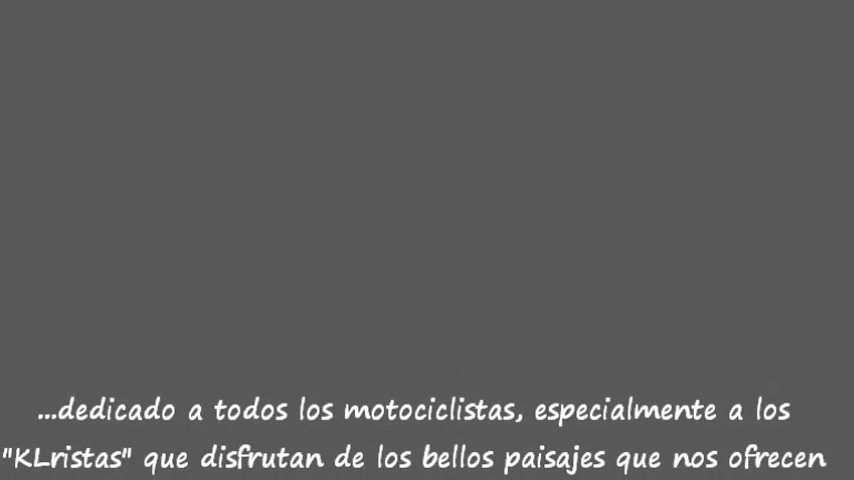 ...dedicado a todos los motociclistas, especialmente a los
"KLristas" que disfrutan de los bellos paisajes que nos ofrecen